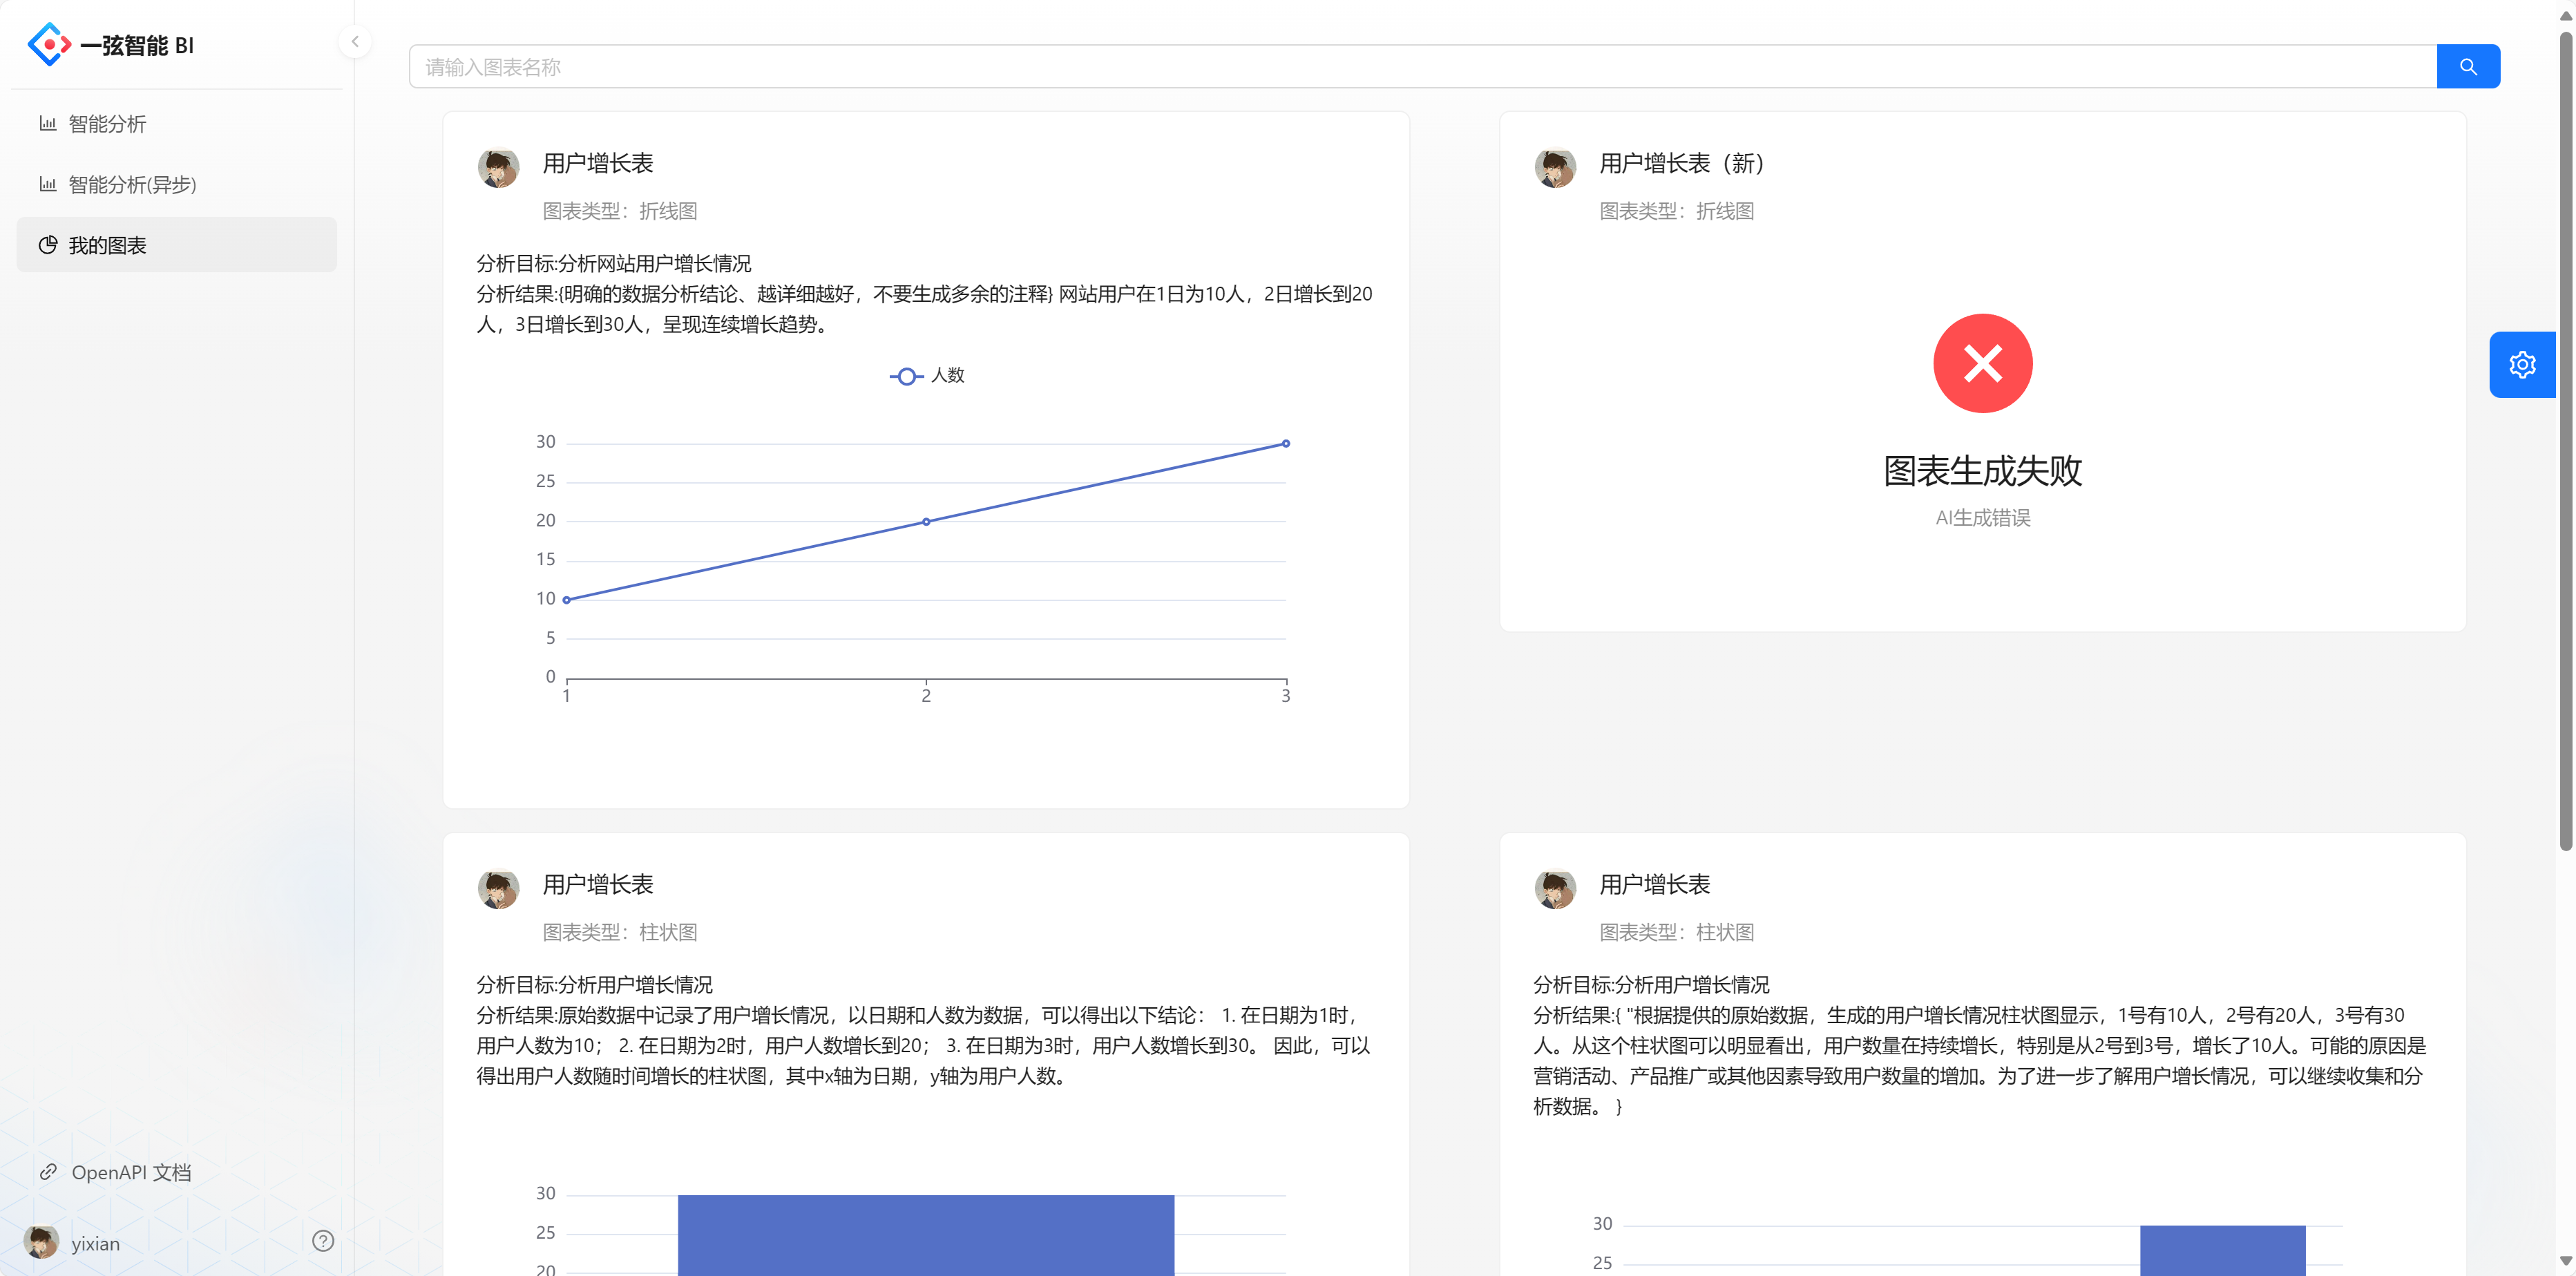 一弦智能 BI
智能分析
智能分析(异步)
我的图表
OpenAPI 文档
yixian
请输入图表名称
用户增长表
图表类型：折线图
分析目标:分析网站用户增长情况
分析结果:{明确的数据分析结论、越详细越好，不要生成多余的注释} 网站用户在1日为10人，2日增长到20
人，3日增长到30人，呈现连续增长趋势。
人数
30
25
20
15
10
5
0
1 2 3
用户增长表（新）
图表类型：折线图
图表生成失败
AI生成错误
用户增长表
图表类型：柱状图
分析目标:分析用户增长情况
分析结果:原始数据中记录了用户增长情况，以日期和人数为数据，可以得出以下结论： 1. 在日期为1时，
用户人数为10； 2. 在日期为2时，用户人数增长到20； 3. 在日期为3时，用户人数增长到30。 因此，可以
得出用户人数随时间增长的柱状图，其中x轴为日期，y轴为用户人数。
30
25
20
用户增长表
图表类型：柱状图
分析目标:分析用户增长情况
分析结果:{ "根据提供的原始数据，生成的用户增长情况柱状图显示，1号有10人，2号有20人，3号有30
人。从这个柱状图可以明显看出，用户数量在持续增长，特别是从2号到3号，增长了10人。可能的原因是
营销活动、产品推广或其他因素导致用户数量的增加。为了进一步了解用户增长情况，可以继续收集和分
析数据。 }
30
25